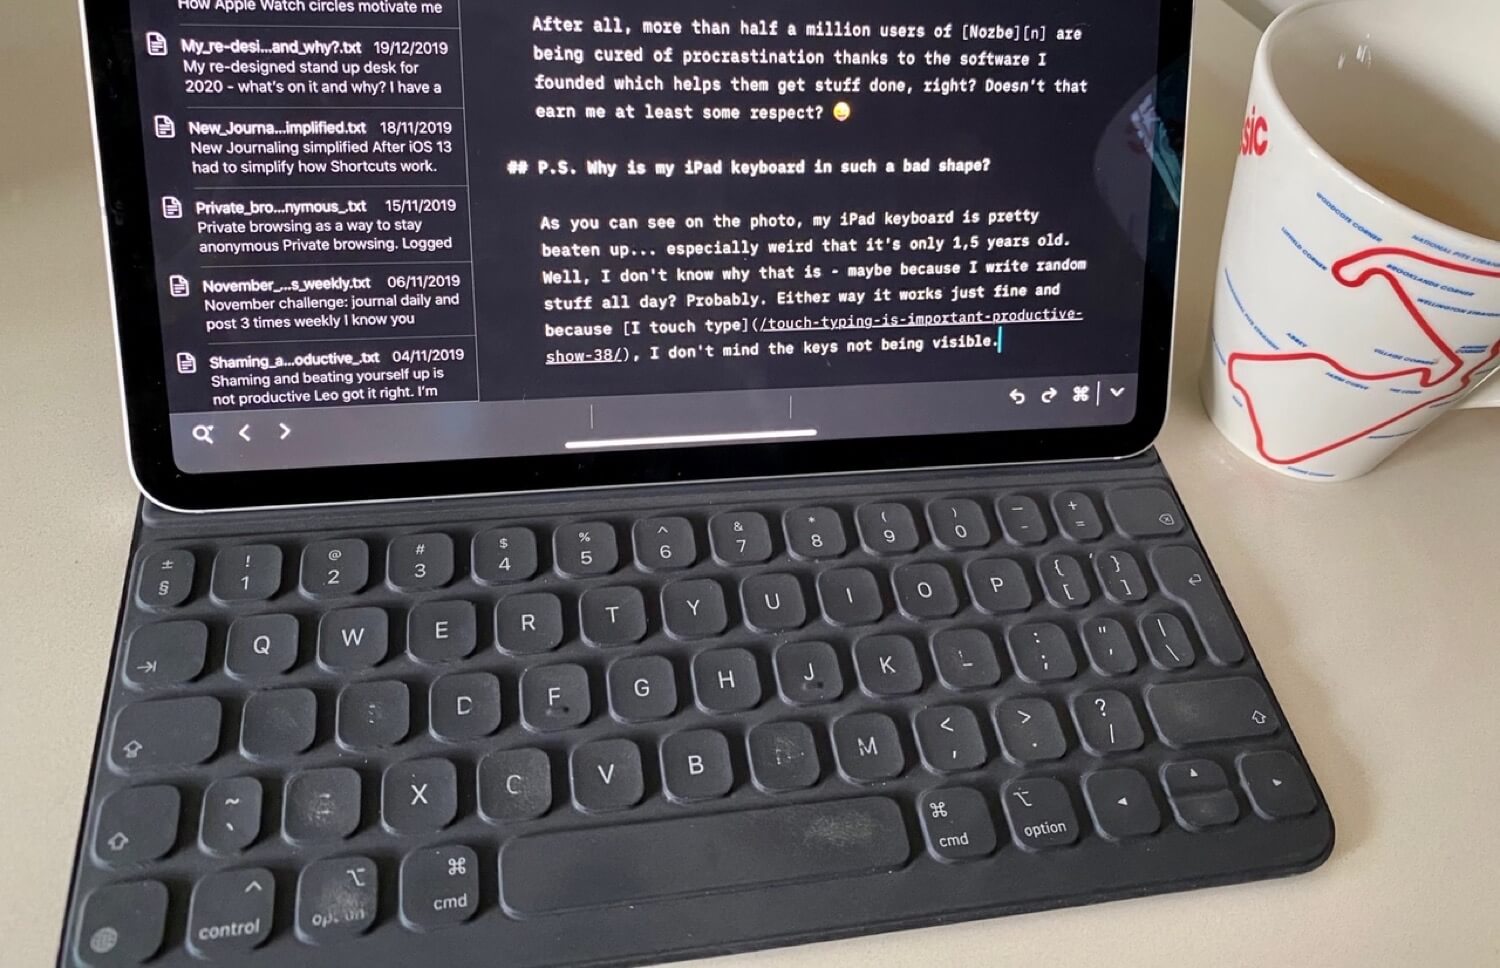 How Apple Watch circles motivate me
My_re-desi...and_why?.txt 19/12/2019
My re-designed stand up desk for
2020 - what's on it and why? I have a
New_Journa...implified.txt 18/11/2019
New Journaling simplified After iOS 13
had to simplify how Shortcuts work.
Private_bro...nymous_.txt 15/11/2019
Private browsing as a way to stay
anonymous Private browsing. Logged
November_...s_weekly.txt 06/11/2019
November challenge: journal daily and
post 3 times weekly I know you
Shaming_a...oductive_.txt 04/11/2019
Shaming and beating yourself up is
not productive Leo got it right. I'm
After all, more than half a million users of [Nozbe][n] are
being cured of procrastination thanks to the software I
founded which helps them get stuff done, right? Doesn't that
earn me at least some respect? 😀
## P.S. Why is my iPad keyboard in such a bad shape?
As you can see on the photo, my iPad keyboard is pretty
beaten up... especially weird that it's only 1,5 years old.
Well, I don't know why that is - maybe because I write random
stuff all day? Probably. Either way it works just fine and
because [I touch type](/touch-typing-is-important-productive-
show-38/), I don't mind the keys not being visible.
sic
WOODCOTE CORNER
NATIONAL PITS STRAIGHT
BROOKLANDS CORNER
ABBEY
± ! @ # $ % ^ & * ( ) _ +
§ 1 2 3 4 5 6 7 8 9 0 - =
Q W E R T Y U I O P { [ } ]
D F G H J K : ; " ' | \
~ ` X C V B M < , > . ? /
control option cmd cmd option